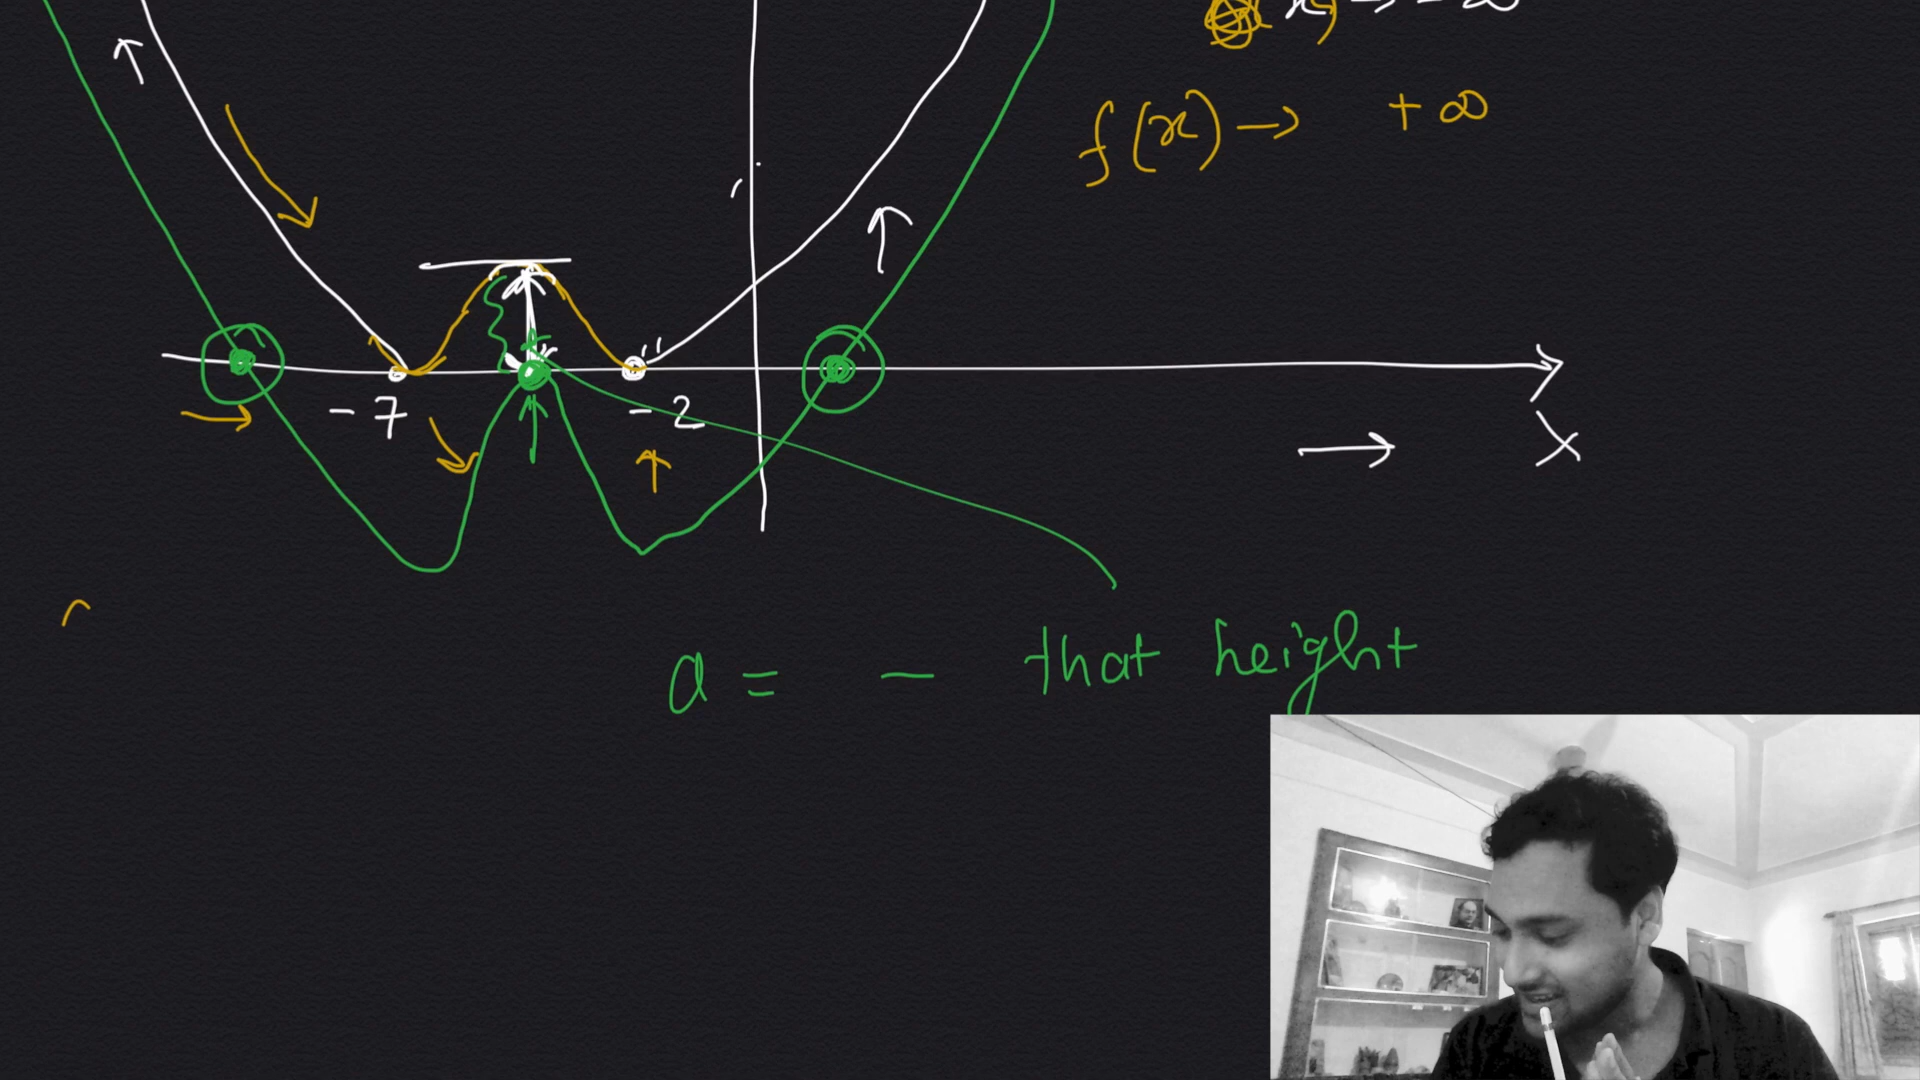 (x) → - ∞
f(x) → + ∞
- 7
- 2
X
a = - that height